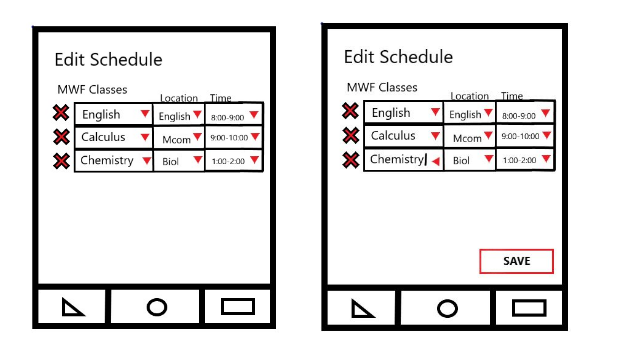 Edit Schedule
MWF Classes
Location Time
English English 8:00-9:00
Calculus Mcom 9:00-10:00
Chemistry Biol 1:00-2:00
Edit Schedule
MWF Classes
Location Time
English English 8:00-9:00
Calculus Mcom 9:00-10:00
Chemistry Biol 1:00-2:00
SAVE